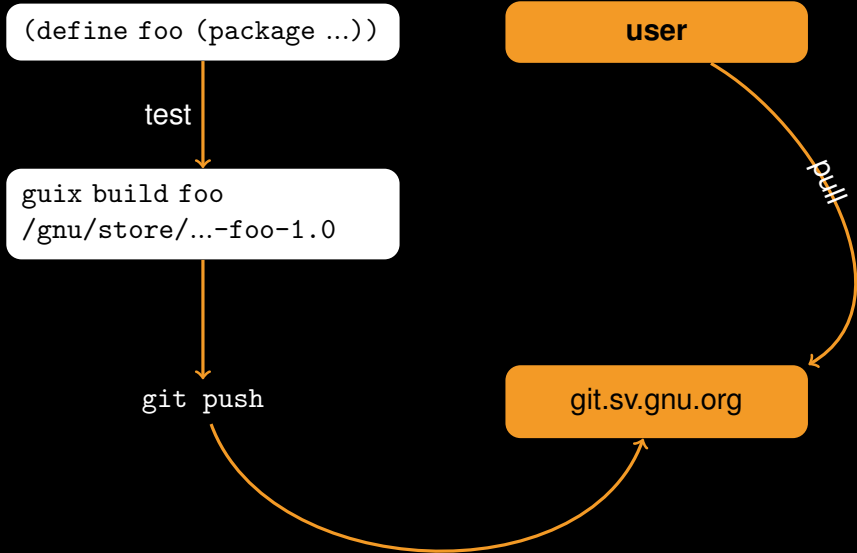 (define foo (package ...))
user
test
pull
guix build foo
/gnu/store/...-foo-1.0
git push
git.sv.gnu.org